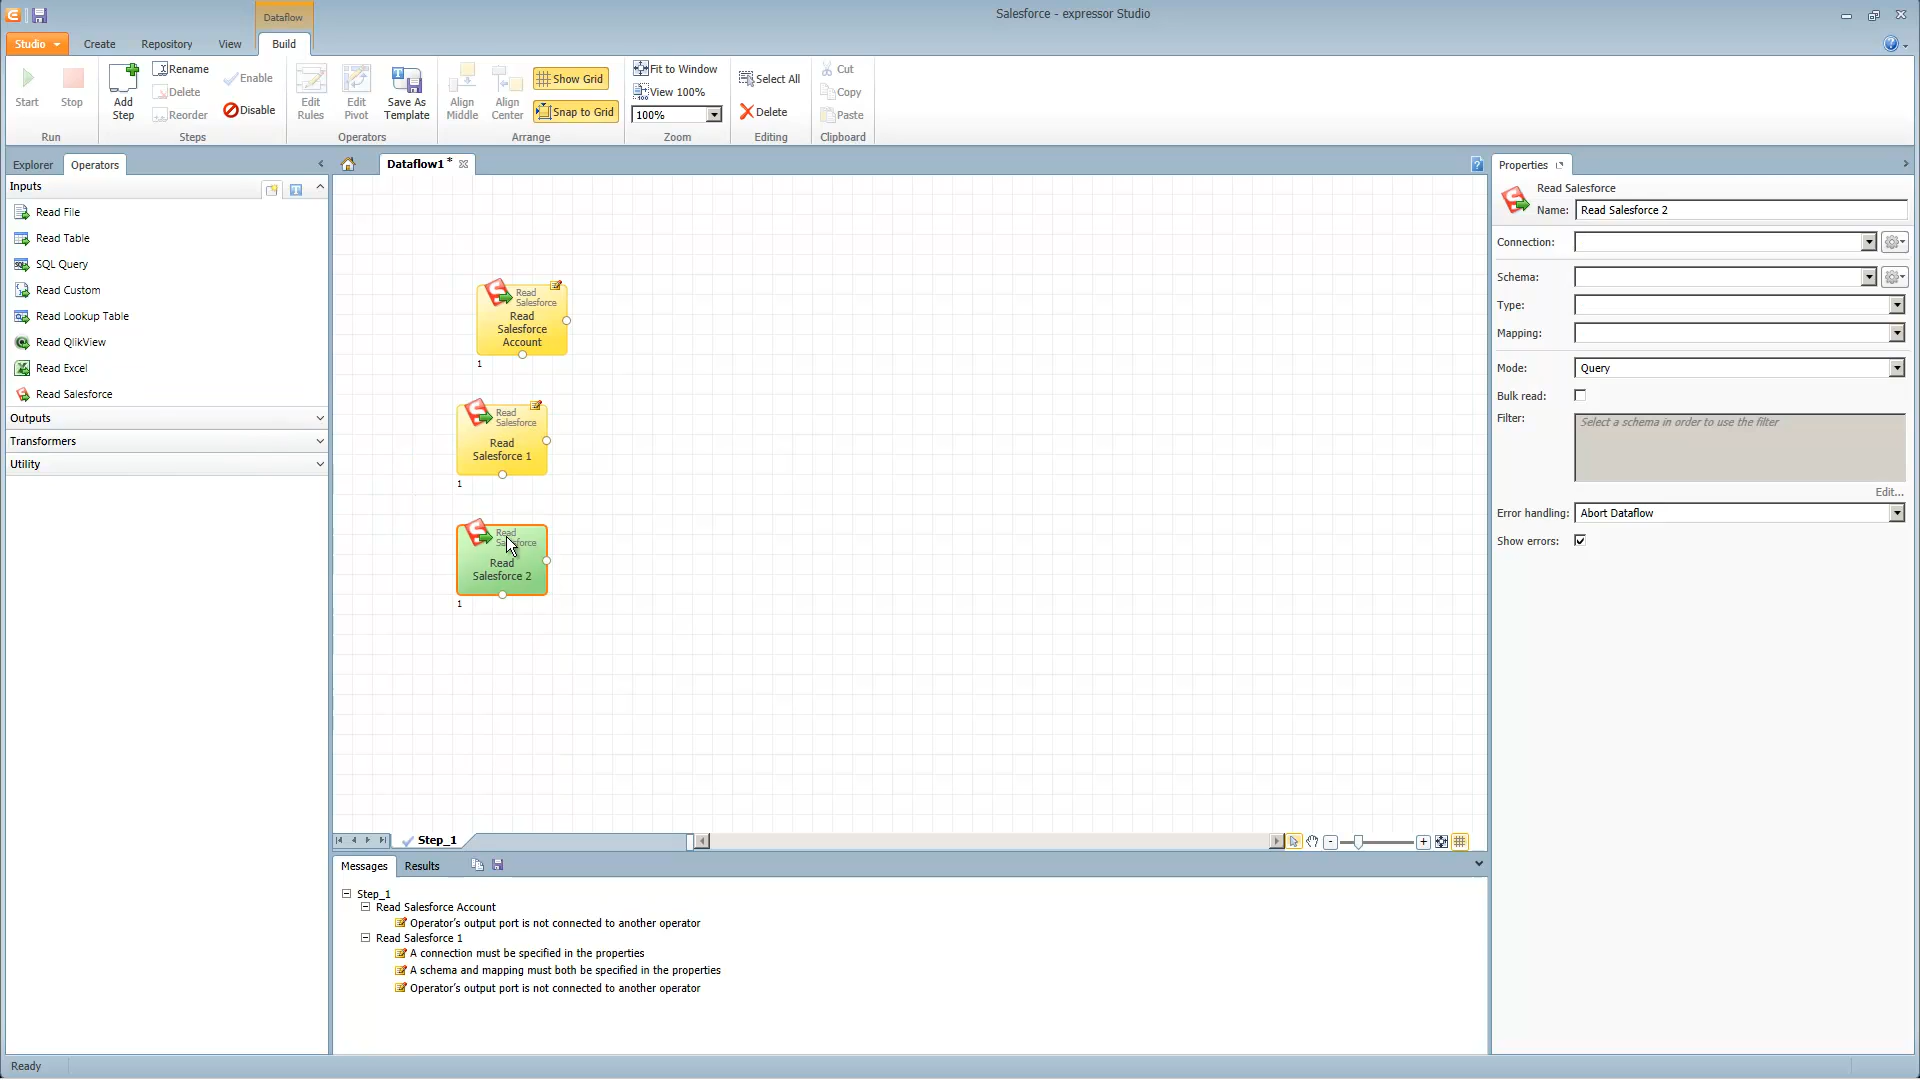 Dataflow
Salesforce - expressor Studio
Studio
Create
Repository
View
Build
Start
Stop
Add
Step
Rename
Delete
Reorder
Enable
Disable
Edit
Rules
Edit
Pivot
Save As
Template
Align
Middle
Align
Center
Show Grid
Snap to Grid
Fit to Window
View 100%
100%
Select All
Delete
Cut
Copy
Paste
Run
Steps
Operators
Arrange
Zoom
Editing
Clipboard
Explorer
Operators
Inputs
Read File
Read Table
SQL Query
Read Custom
Read Lookup Table
Read QlikView
Read Excel
Read Salesforce
Outputs
Transformers
Utility
Dataflow1 *
Read
Salesforce
Read
Salesforce
Account
1
Read
Salesforce
Read
Salesforce 1
1
Read
Salesforce
Read
Salesforce 2
1
Step_1
Properties
Read Salesforce
Name: Read Salesforce 2
Connection:
Schema:
Type:
Mapping:
Mode: Query
Bulk read:
Filter: Select a schema in order to use the filter
Edit...
Error handling: Abort Dataflow
Show errors:
Messages
Results
Step_1
Read Salesforce Account
Operator's output port is not connected to another operator
Read Salesforce 1
A connection must be specified in the properties
A schema and mapping must both be specified in the properties
Operator's output port is not connected to another operator
Ready